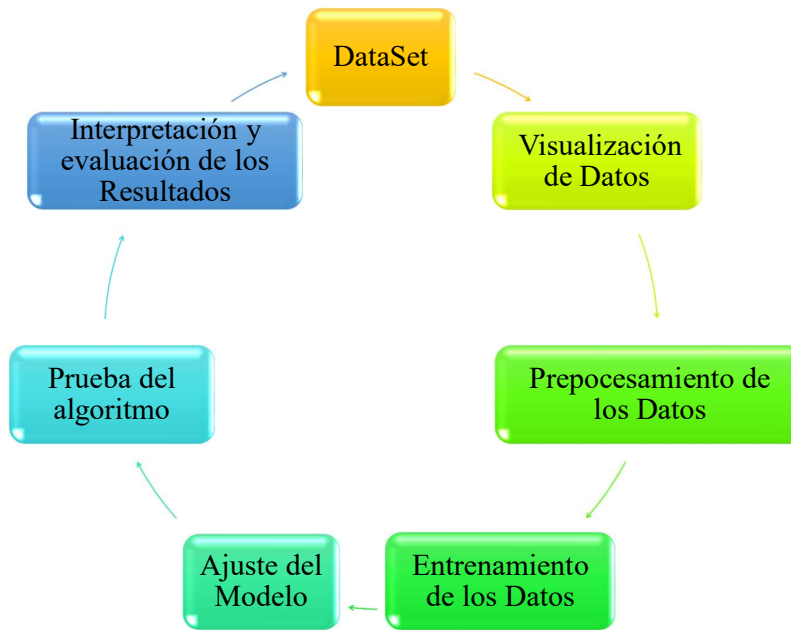 DataSet
Visualización
de Datos
Prepocesamiento de
los Datos
Entrenamiento
de los Datos
Ajuste del
Modelo
Prueba del
algoritmo
Interpretación y
evaluación de los
Resultados